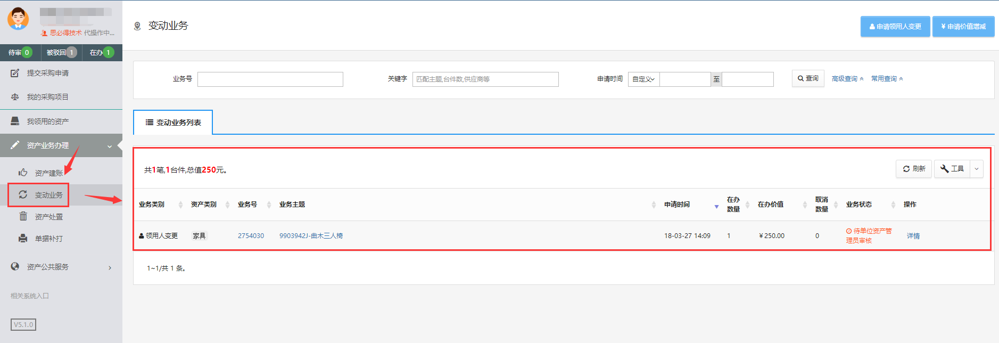 思必得技术 代操作中...
待审 0 被驳回 1 在办 1
提交采购申请
我的采购项目
我领用的资产
资产业务办理
资产建账
变动业务
资产处置
单据补打
资产公共服务
相关系统入口
V5.1.0
变动业务
申请领用人变更 ¥ 申请价值增减
业务号 关键字 匹配主题,台件数,供应商等 申请时间 自定义 至 查询 高级查询 常用查询
变动业务列表
共1笔,1台件,总值250元。 刷新 工具
业务类别 资产类别 业务号 业务主题 申请时间 在办数量 在办价值 取消数量 业务状态 操作
领用人变更 家具 2754030 9903942J-曲木三人椅 18-03-27 14:09 1 ￥250.00 0 待单位资产管理员审核 详情
1~1/共 1 条。